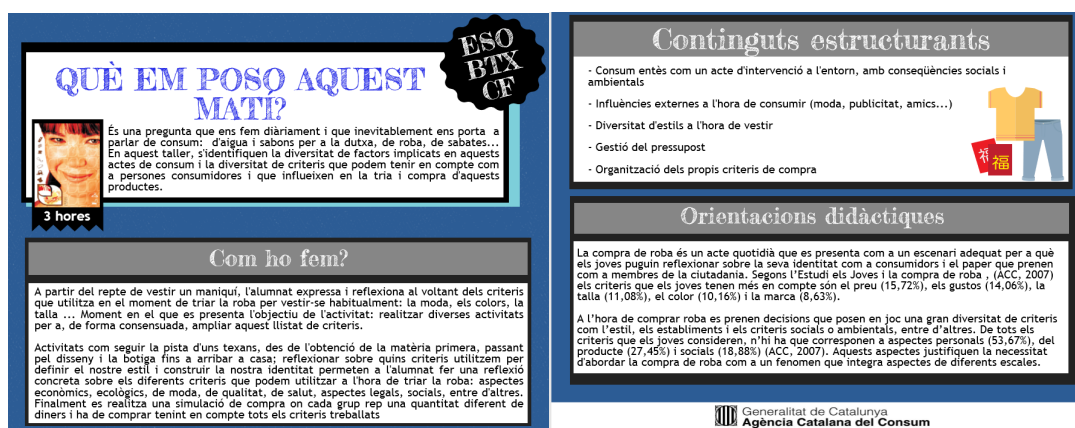 ESO
BTX
CF
QUÈ EM POSO AQUEST
MATÍ?
És una pregunta que ens fem diàriament i que inevitablement ens porta a
parlar de consum: d'aigua i sabons per a la dutxa, de roba, de sabates...
En aquest taller, s'identifiquen la diversitat de factors implicats en aquests
actes de consum i la diversitat de criteris que podem tenir en compte com
a persones consumidores i que influeixen en la tria i compra d'aquests
productes.
3 hores
Com ho fem?
A partir del repte de vestir un maniquí, l'alumnat expressa i reflexiona al voltant dels criteris
que utilitza en el moment de triar la roba per vestir-se habitualment: la moda, els colors, la
talla ... Moment en el que es presenta l'objectiu de l'activitat: realitzar diverses activitats
per a, de forma consensuada, ampliar aquest llistat de criteris.
Activitats com seguir la pista d'uns texans, des de l'obtenció de la matèria primera, passant
pel disseny i la botiga fins a arribar a casa; reflexionar sobre quins criteris utilitzem per
definir el nostre estil i construir la nostra identitat permeten a l'alumnat fer una reflexió
concreta sobre els diferents criteris que podem utilitzar a l'hora de triar la roba: aspectes
econòmics, ecològics, de moda, de qualitat, de salut, aspectes legals, socials, entre d'altres.
Finalment es realitza una simulació de compra on cada grup rep una quantitat diferent de
diners i ha de comprar tenint en compte tots els criteris treballats
Continguts estructurants
- Consum entès com un acte d'intervenció a l'entorn, amb conseqüències socials i
ambientals
- Influències externes a l'hora de consumir (moda, publicitat, amics...)
- Diversitat d'estils a l'hora de vestir
- Gestió del pressupost
- Organització dels propis criteris de compra
福
福
Orientacions didàctiques
La compra de roba és un acte quotidià que es presenta com a un escenari adequat per a què
els joves puguin reflexionar sobre la seva identitat com a consumidors i el paper que prenen
com a membres de la ciutadania. Segons l'Estudi els Joves i la compra de roba , (ACC, 2007)
els criteris que els joves tenen més en compte són el preu (15,72%), els gustos (14,06%), la
talla (11,08%), el color (10,16%) i la marca (8,63%).
A l'hora de comprar roba es prenen decisions que posen en joc una gran diversitat de criteris
com l'estil, els establiments i els criteris socials o ambientals, entre d'altres. De tots els
criteris que els joves consideren, n'hi ha que corresponen a aspectes personals (53,67%), del
producte (27,45%) i socials (18,88%) (ACC, 2007). Aquests aspectes justifiquen la necessitat
d'abordar la compra de roba com a un fenomen que integra aspectes de diferents escales.
Generalitat de Catalunya
Agència Catalana del Consum